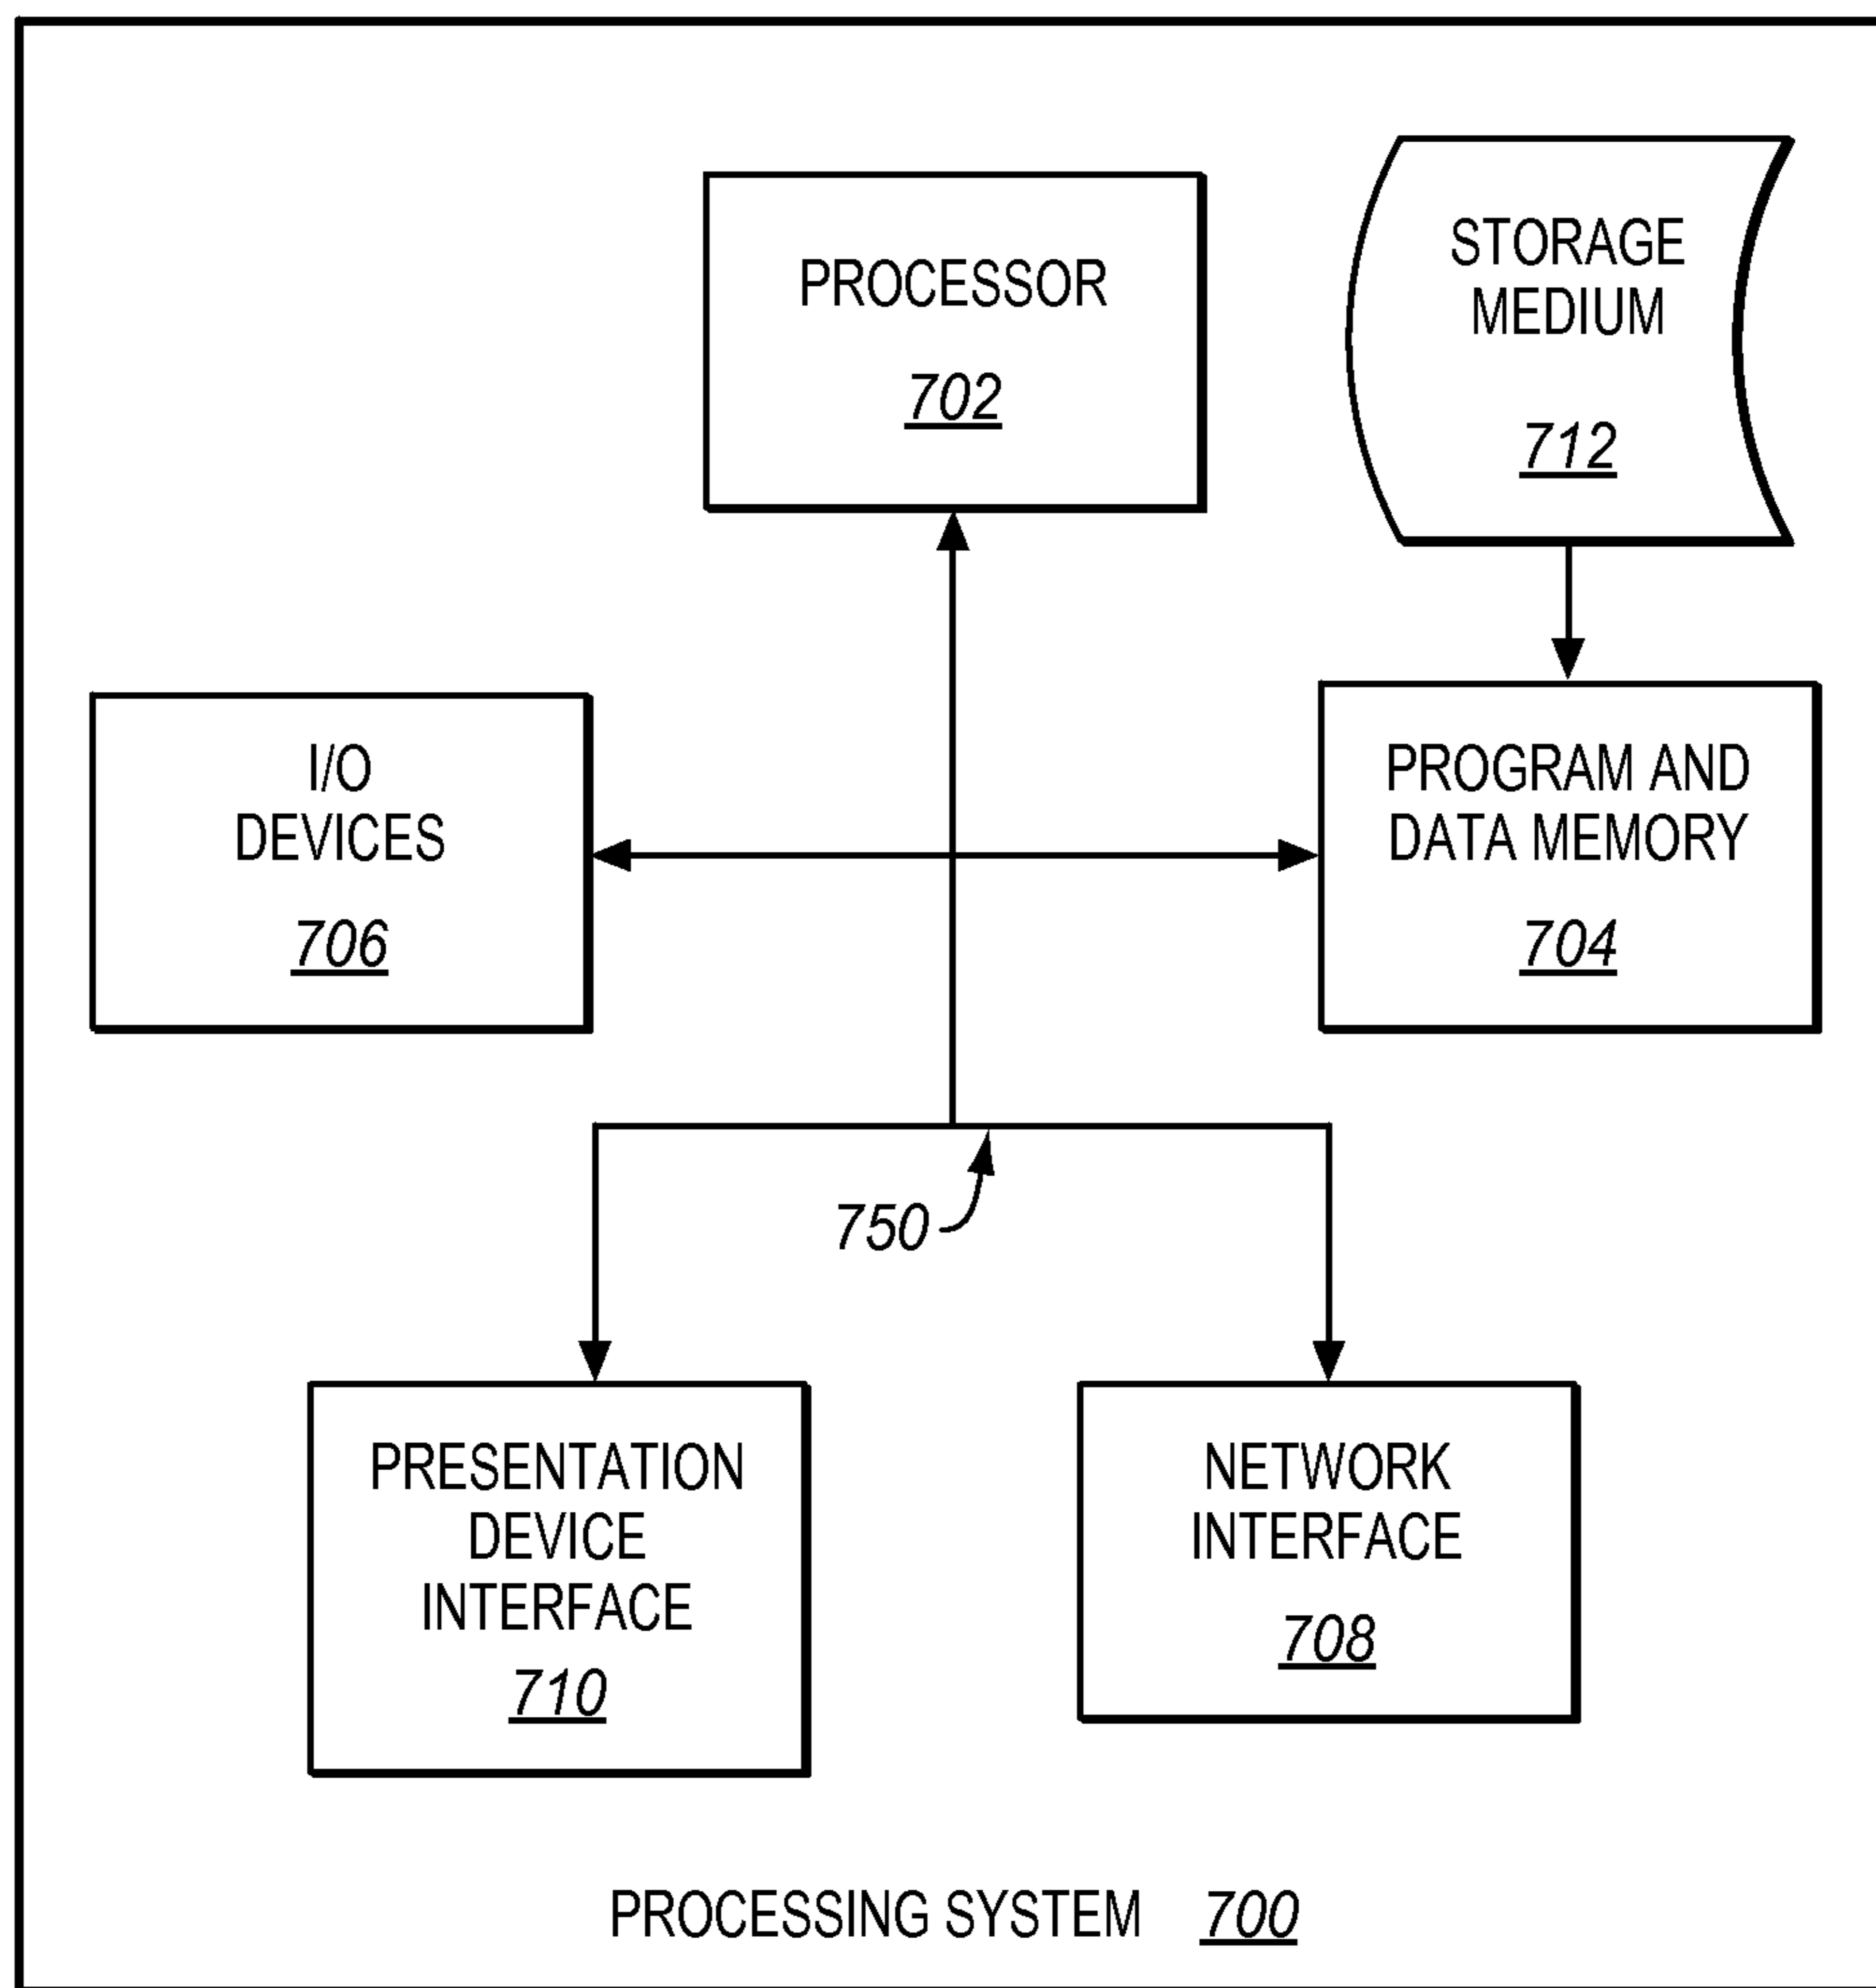 PROCESSOR
702
STORAGE
MEDIUM
712
I/O
DEVICES
706
PROGRAM AND
DATA MEMORY
704
750
PRESENTATION
DEVICE
INTERFACE
710
NETWORK
INTERFACE
708
PROCESSING SYSTEM 700